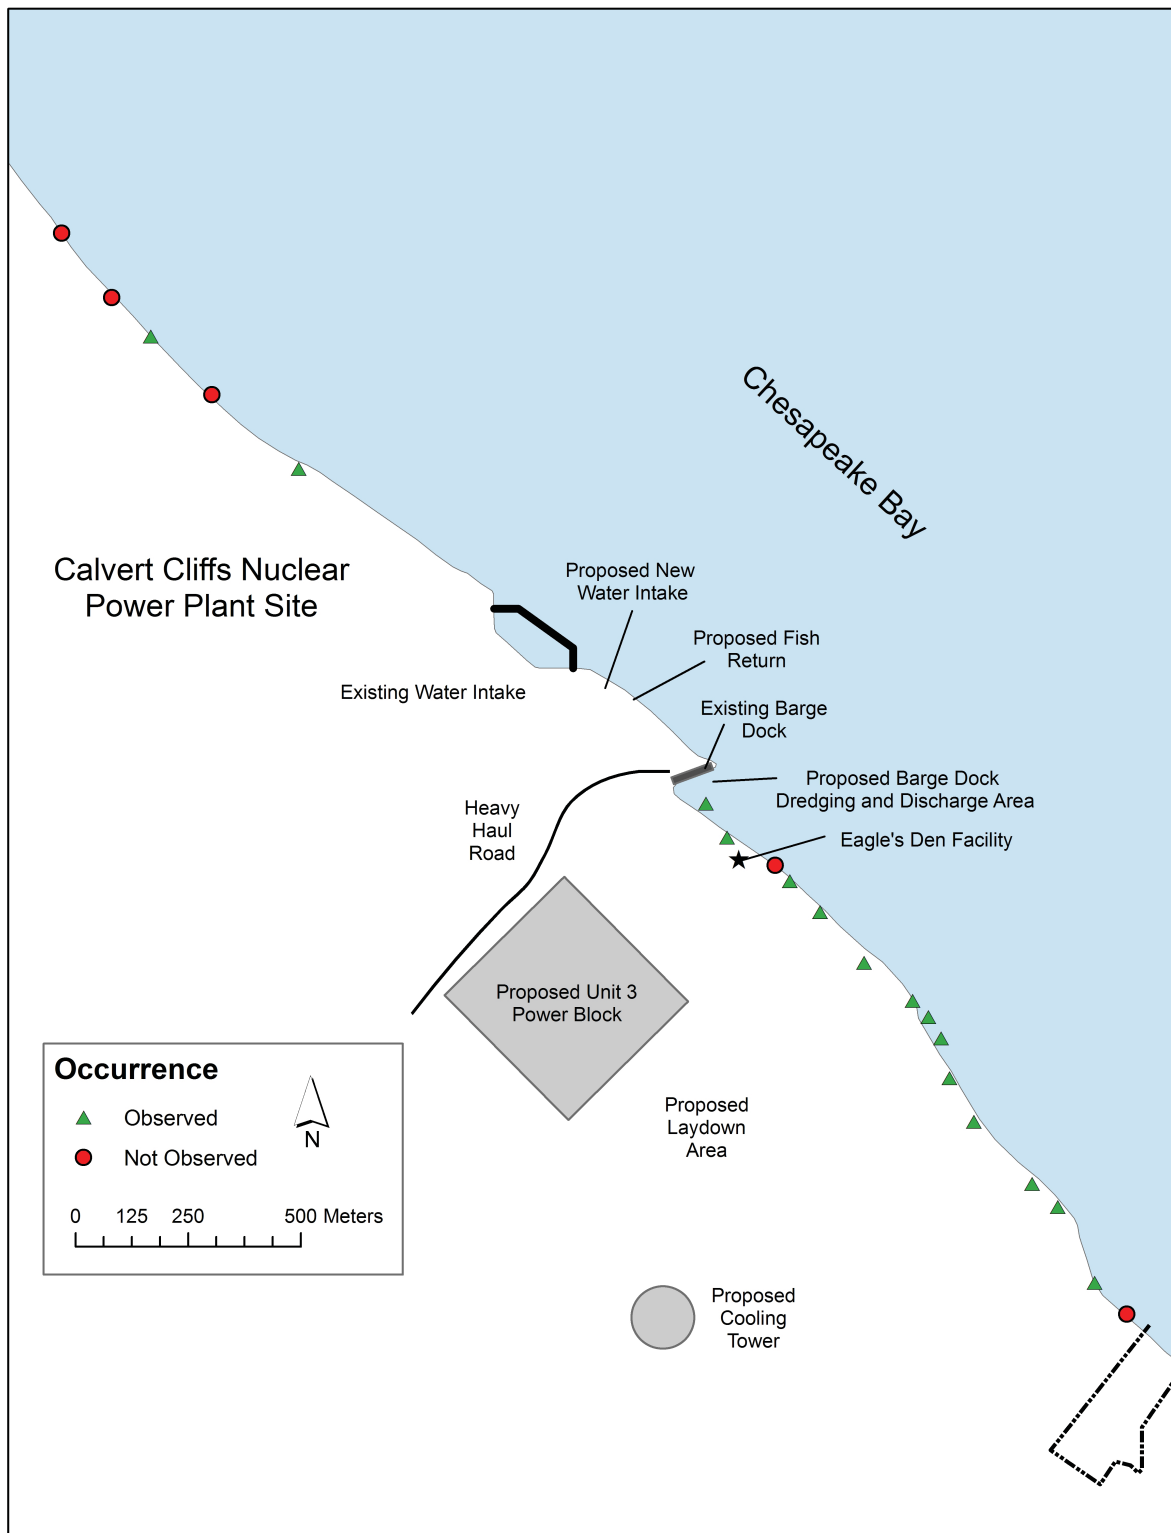 Chesapeake Bay
Calvert Cliffs Nuclear
Power Plant Site
Proposed New
Water Intake
Proposed Fish
Return
Existing Water Intake
Existing Barge
Dock
Proposed Barge Dock
Dredging and Discharge Area
Heavy
Haul
Road
Eagle's Den Facility
Proposed Unit 3
Power Block
Occurrence
Observed
Not Observed
N
0 125 250 500 Meters
Proposed
Laydown
Area
Proposed
Cooling
Tower